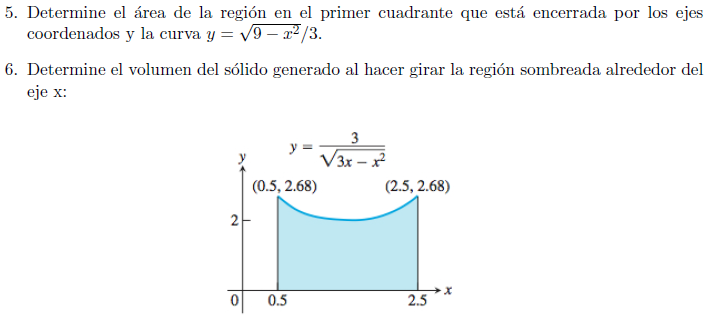 5. Determine el área de la región en el primer cuadrante que está encerrada por los ejes
coordenados y la curva y = √(9 − x²)/3.
6. Determine el volumen del sólido generado al hacer girar la región sombreada alrededor del
eje x:
y = 3/√(3x − x²)
y
(0.5, 2.68) (2.5, 2.68)
2
x
0 0.5 2.5